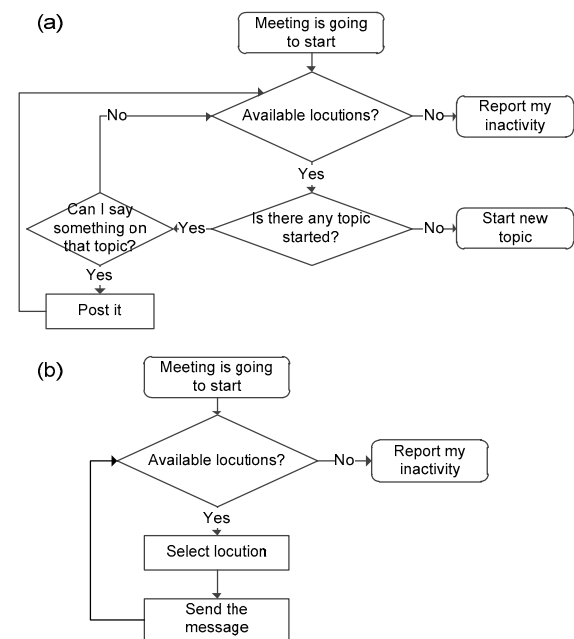 (a)
Meeting is going
to start
Available locutions?
No
Report my
inactivity
No
Yes
Can I say
something on
that topic?
Yes
Is there any topic
started?
No
Start new
topic
Yes
Post it
(b)
Meeting is going
to start
Available locutions?
No
Report my
inactivity
Yes
Select locution
Send the
message